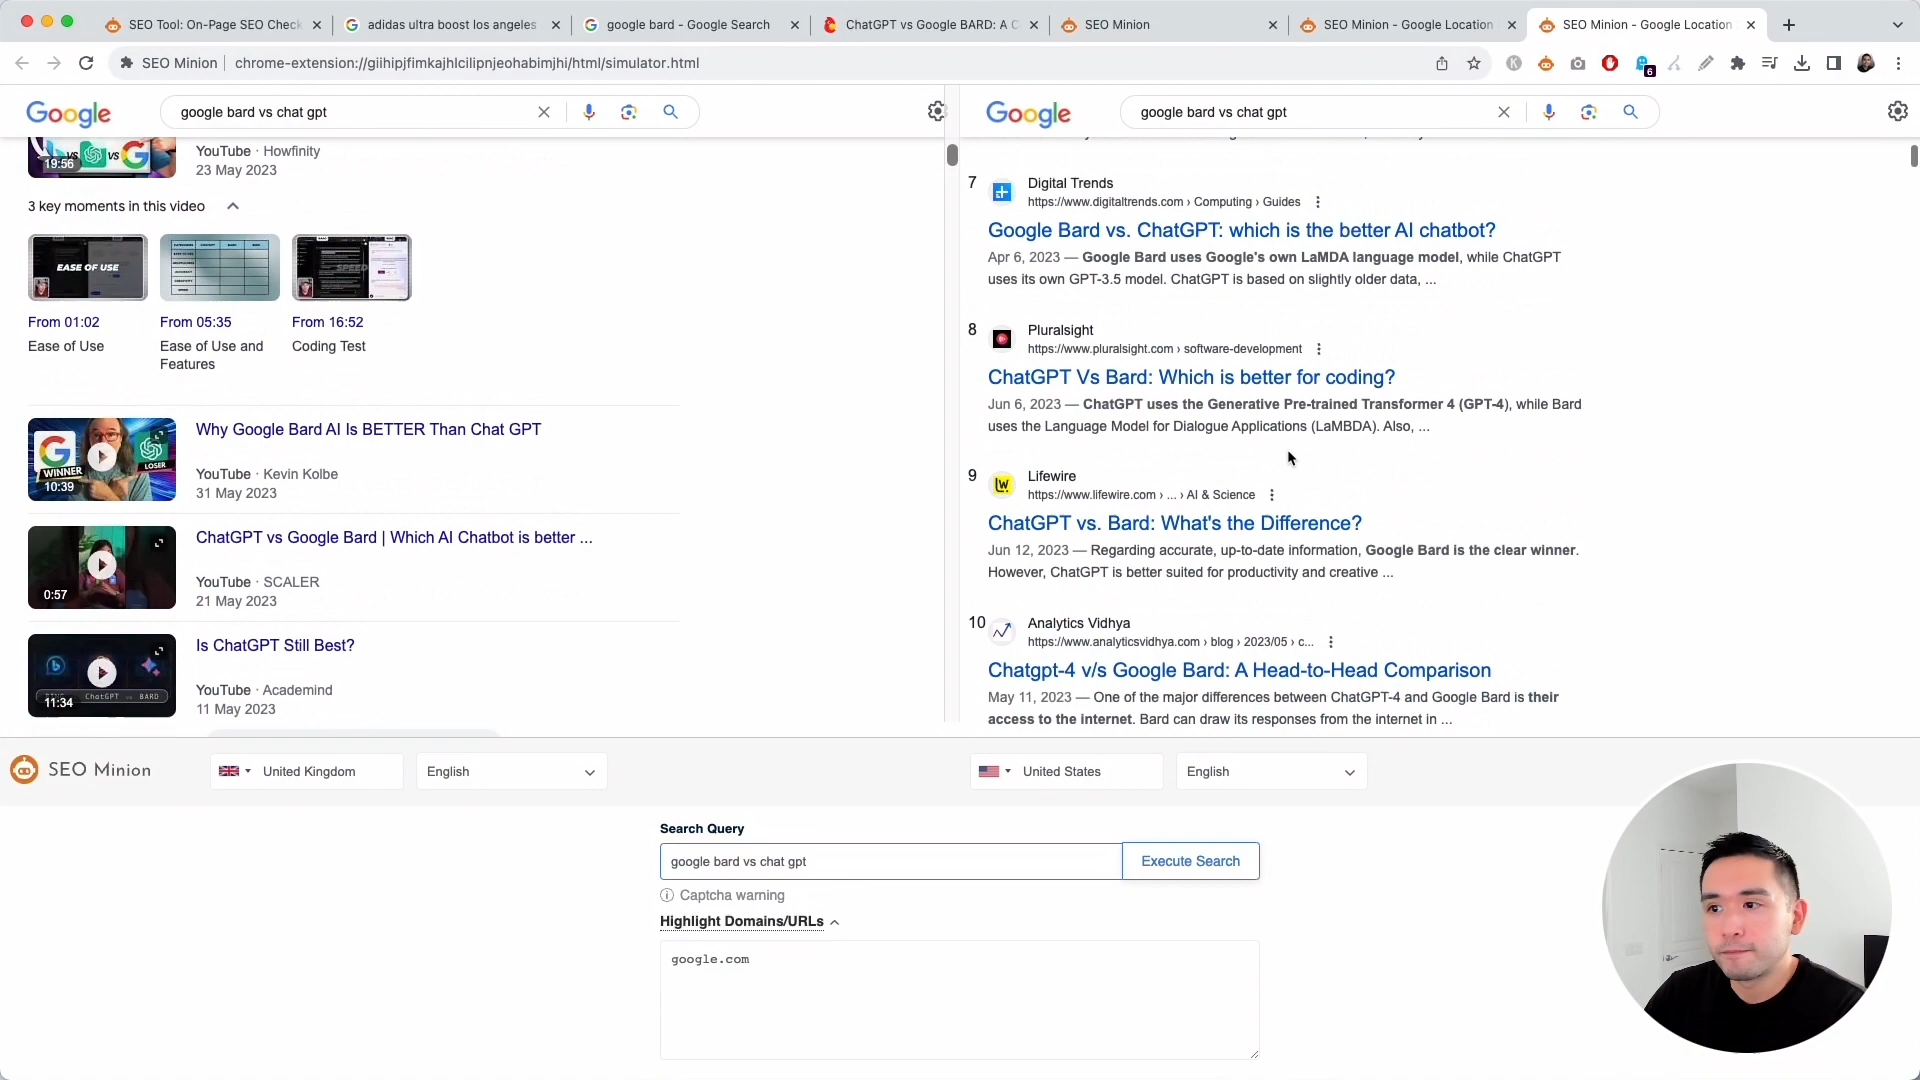 SEO Tool: On-Page SEO Check
adidas ultra boost los angeles
google bard - Google Search
ChatGPT vs Google BARD: A C
SEO Minion
SEO Minion - Google Location
SEO Minion - Google Location
SEO Minion
chrome-extension://giihipjfimkajhlcilipnjeohabimjhi/html/simulator.html
6
Google
google bard vs chat gpt
VS
VS
19:56
YouTube · Howfinity
23 May 2023
3 key moments in this video
EASE OF USE
SPEED
From 01:02
From 05:35
From 16:52
Ease of Use
Ease of Use and
Features
Coding Test
WINNER
LOSER
10:39
Why Google Bard AI Is BETTER Than Chat GPT
YouTube · Kevin Kolbe
31 May 2023
0:57
ChatGPT vs Google Bard | Which AI Chatbot is better ...
YouTube · SCALER
21 May 2023
BING ChatGPT vs BARD
11:34
Is ChatGPT Still Best?
YouTube · Academind
11 May 2023
Google
google bard vs chat gpt
7
Digital Trends
https://www.digitaltrends.com › Computing › Guides
Google Bard vs. ChatGPT: which is the better AI chatbot?
Apr 6, 2023 — Google Bard uses Google's own LaMDA language model, while ChatGPT
uses its own GPT-3.5 model. ChatGPT is based on slightly older data, ...
8
Pluralsight
https://www.pluralsight.com › software-development
ChatGPT Vs Bard: Which is better for coding?
Jun 6, 2023 — ChatGPT uses the Generative Pre-trained Transformer 4 (GPT-4), while Bard
uses the Language Model for Dialogue Applications (LaMBDA). Also, ...
9
Lifewire
https://www.lifewire.com › ... › AI & Science
ChatGPT vs. Bard: What's the Difference?
Jun 12, 2023 — Regarding accurate, up-to-date information, Google Bard is the clear winner.
However, ChatGPT is better suited for productivity and creative ...
10
Analytics Vidhya
https://www.analyticsvidhya.com › blog › 2023/05 › c...
Chatgpt-4 v/s Google Bard: A Head-to-Head Comparison
May 11, 2023 — One of the major differences between ChatGPT-4 and Google Bard is their
access to the internet. Bard can draw its responses from the internet in ...
SEO Minion
United Kingdom
English
United States
English
Search Query
google bard vs chat gpt
Execute Search
Captcha warning
Highlight Domains/URLs
google.com